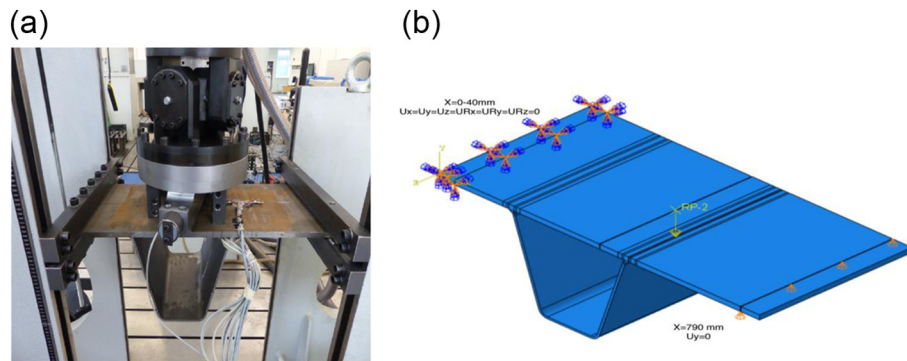 (a)
(b)
X=0-40mm
Ux=Uy=Uz=URx=URy=URz=0
Y
RP-2
X=790 mm
Uy=0